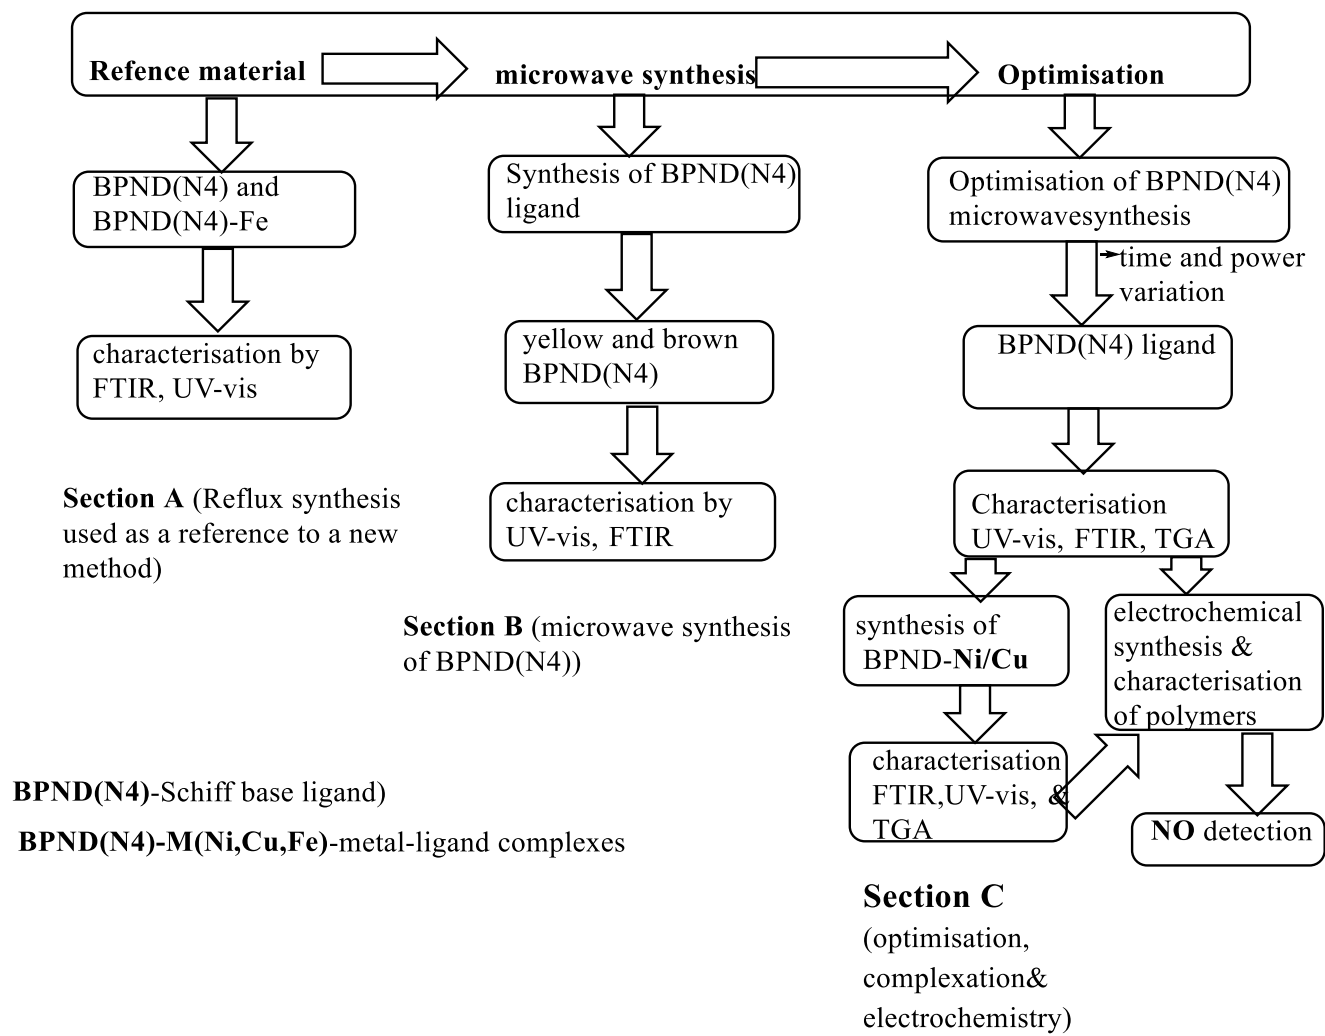 Refence material
microwave synthesis
Optimisation
BPND(N4) and
BPND(N4)-Fe
characterisation by
FTIR, UV-vis
Section A (Reflux synthesis
used as a reference to a new
method)
Synthesis of BPND(N4)
ligand
yellow and brown
BPND(N4)
characterisation by
UV-vis, FTIR
Section B (microwave synthesis
of BPND(N4))
Optimisation of BPND(N4)
microwavesynthesis
time and power
variation
BPND(N4) ligand
Characterisation
UV-vis, FTIR, TGA
synthesis of
BPND-Ni/Cu
characterisation
FTIR,UV-vis, &
TGA
electrochemical
synthesis &
characterisation
of polymers
NO detection
Section C
(optimisation,
complexation&
electrochemistry)
BPND(N4)-Schiff base ligand)
BPND(N4)-M(Ni,Cu,Fe)-metal-ligand complexes